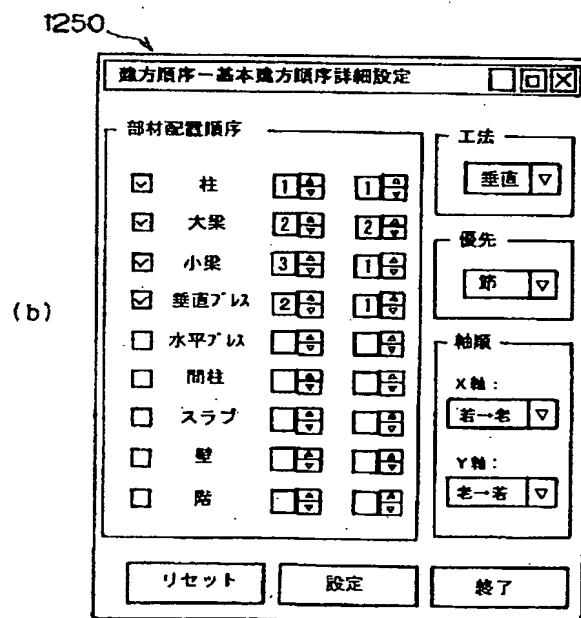 1250
(b)
建方順序－基本建方順序詳細設定
部材配置順序
柱 1 1
大梁 2 2
小梁 3 1
垂直ブレス 2 1
水平ブレス
間柱
スラブ
壁
階
工法
垂直
優先
節
軸順
X軸：
若→老
Y軸：
老→若
リセット 設定 終了